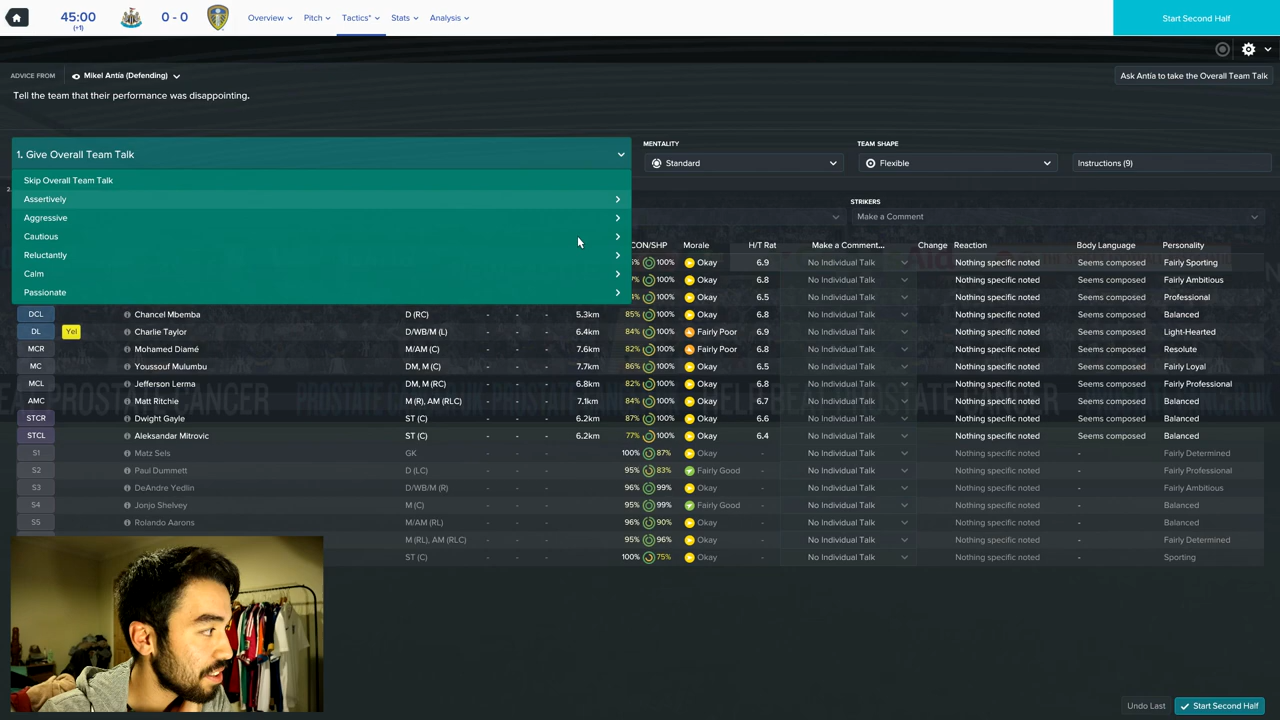 45:00 0 - 0 Overview Pitch Tactics* Stats Analysis Start Second Half
(+1)
ADVICE FROM Mikel Antía (Defending) Ask Antía to take the Overall Team Talk
Tell the team that their performance was disappointing.
1. Give Overall Team Talk
MENTALITY TEAM SHAPE
Standard Flexible Instructions (9)
Skip Overall Team Talk
Assertively
Aggressive
Cautious
Reluctantly
Calm
Passionate
STRIKERS
Make a Comment
CON/SHP Morale H/T Rat Make a Comment... Change Reaction Body Language Personality
100% Okay 6.9 No Individual Talk Nothing specific noted Seems composed Fairly Sporting
100% Okay 6.8 No Individual Talk Nothing specific noted Seems composed Fairly Ambitious
100% Okay 6.5 No Individual Talk Nothing specific noted Seems composed Professional
DCL Chancel Mbemba D (RC) - - - 5.3km 85% 100% Okay 6.8 No Individual Talk Nothing specific noted Seems composed Balanced
DL Yel Charlie Taylor D/WB/M (L) - - - 6.4km 84% 100% Fairly Poor 6.9 No Individual Talk Nothing specific noted Seems composed Light-Hearted
MCR Mohamed Diamé M/AM (C) - - - 7.6km 82% 100% Fairly Poor 6.8 No Individual Talk Nothing specific noted Seems composed Resolute
MC Youssouf Mulumbu DM, M (C) - - - 7.7km 86% 100% Okay 6.5 No Individual Talk Nothing specific noted Seems composed Fairly Loyal
MCL Jefferson Lerma DM, M (RC) - - - 6.8km 82% 100% Okay 6.8 No Individual Talk Nothing specific noted Seems composed Fairly Professional
AMC Matt Ritchie M (R), AM (RLC) - - - 7.1km 84% 100% Okay 6.7 No Individual Talk Nothing specific noted Seems composed Balanced
STCR Dwight Gayle ST (C) - - - 6.2km 87% 100% Okay 6.6 No Individual Talk Nothing specific noted Seems composed Balanced
STCL Aleksandar Mitrovic ST (C) - - - 6.2km 77% 100% Okay 6.4 No Individual Talk Nothing specific noted Seems composed Balanced
S1 Matz Sels GK 100% 87% Okay - No Individual Talk Nothing specific noted - Fairly Determined
S2 Paul Dummett D (LC) - - - 95% 83% Fairly Good - No Individual Talk Nothing specific noted - Fairly Professional
S3 DeAndre Yedlin D/WB/M (R) - - - 96% 99% Okay - No Individual Talk Nothing specific noted - Fairly Ambitious
S4 Jonjo Shelvey M (C) - - - 95% 99% Fairly Good - No Individual Talk Nothing specific noted - Balanced
S5 Rolando Aarons M/AM (RL) - - - 96% 90% Okay - No Individual Talk Nothing specific noted - Balanced
M (RL), AM (RLC) - - - 95% 96% Okay - No Individual Talk Nothing specific noted - Fairly Determined
ST (C) - - - 100% 75% Okay - No Individual Talk Nothing specific noted - Sporting
Undo Last Start Second Half